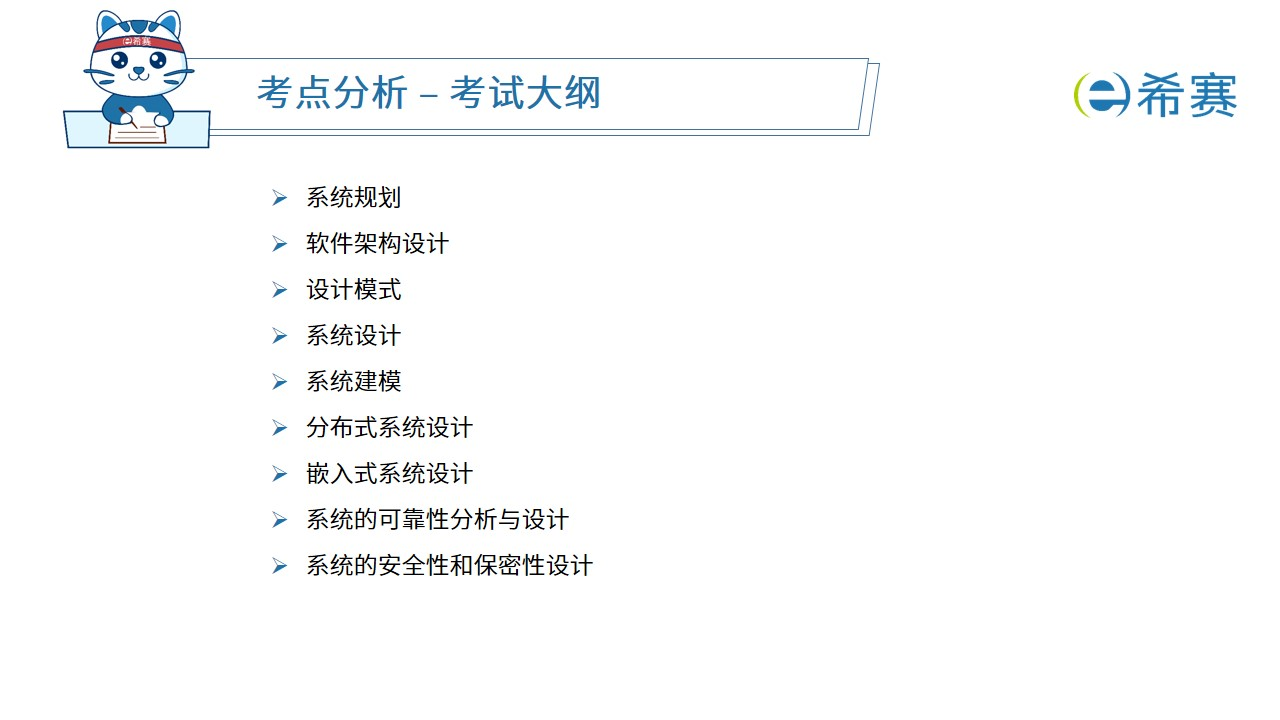 考点分析 – 考试大纲
希赛
希赛
系统规划
软件架构设计
设计模式
系统设计
系统建模
分布式系统设计
嵌入式系统设计
系统的可靠性分析与设计
系统的安全性和保密性设计